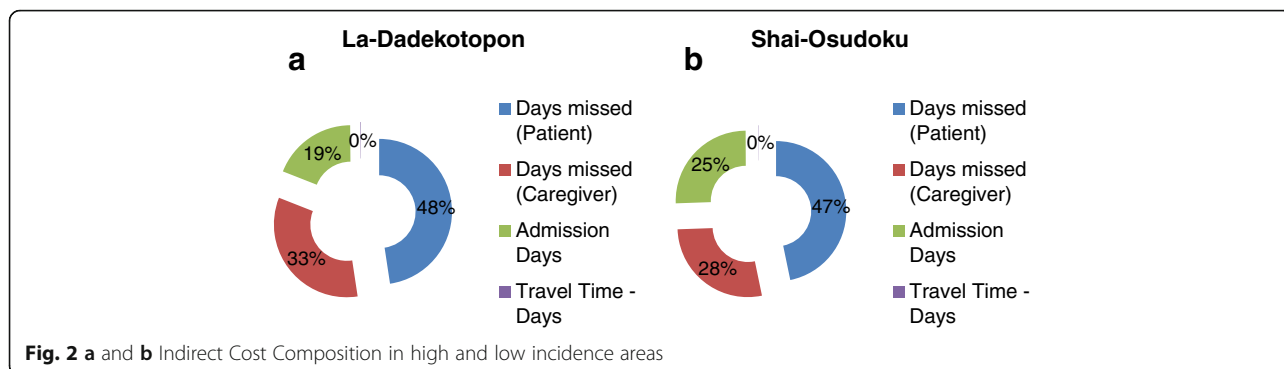 La-Dadekotopon
a
0%
19%
48%
33%
Days missed
(Patient)
Days missed
(Caregiver)
Admission
Days
Travel Time -
Days
Shai-Osudoku
b
0%
25%
47%
28%
Days missed
(Patient)
Days missed
(Caregiver)
Admission
Days
Travel Time -
Days
Fig. 2 a and b Indirect Cost Composition in high and low incidence areas